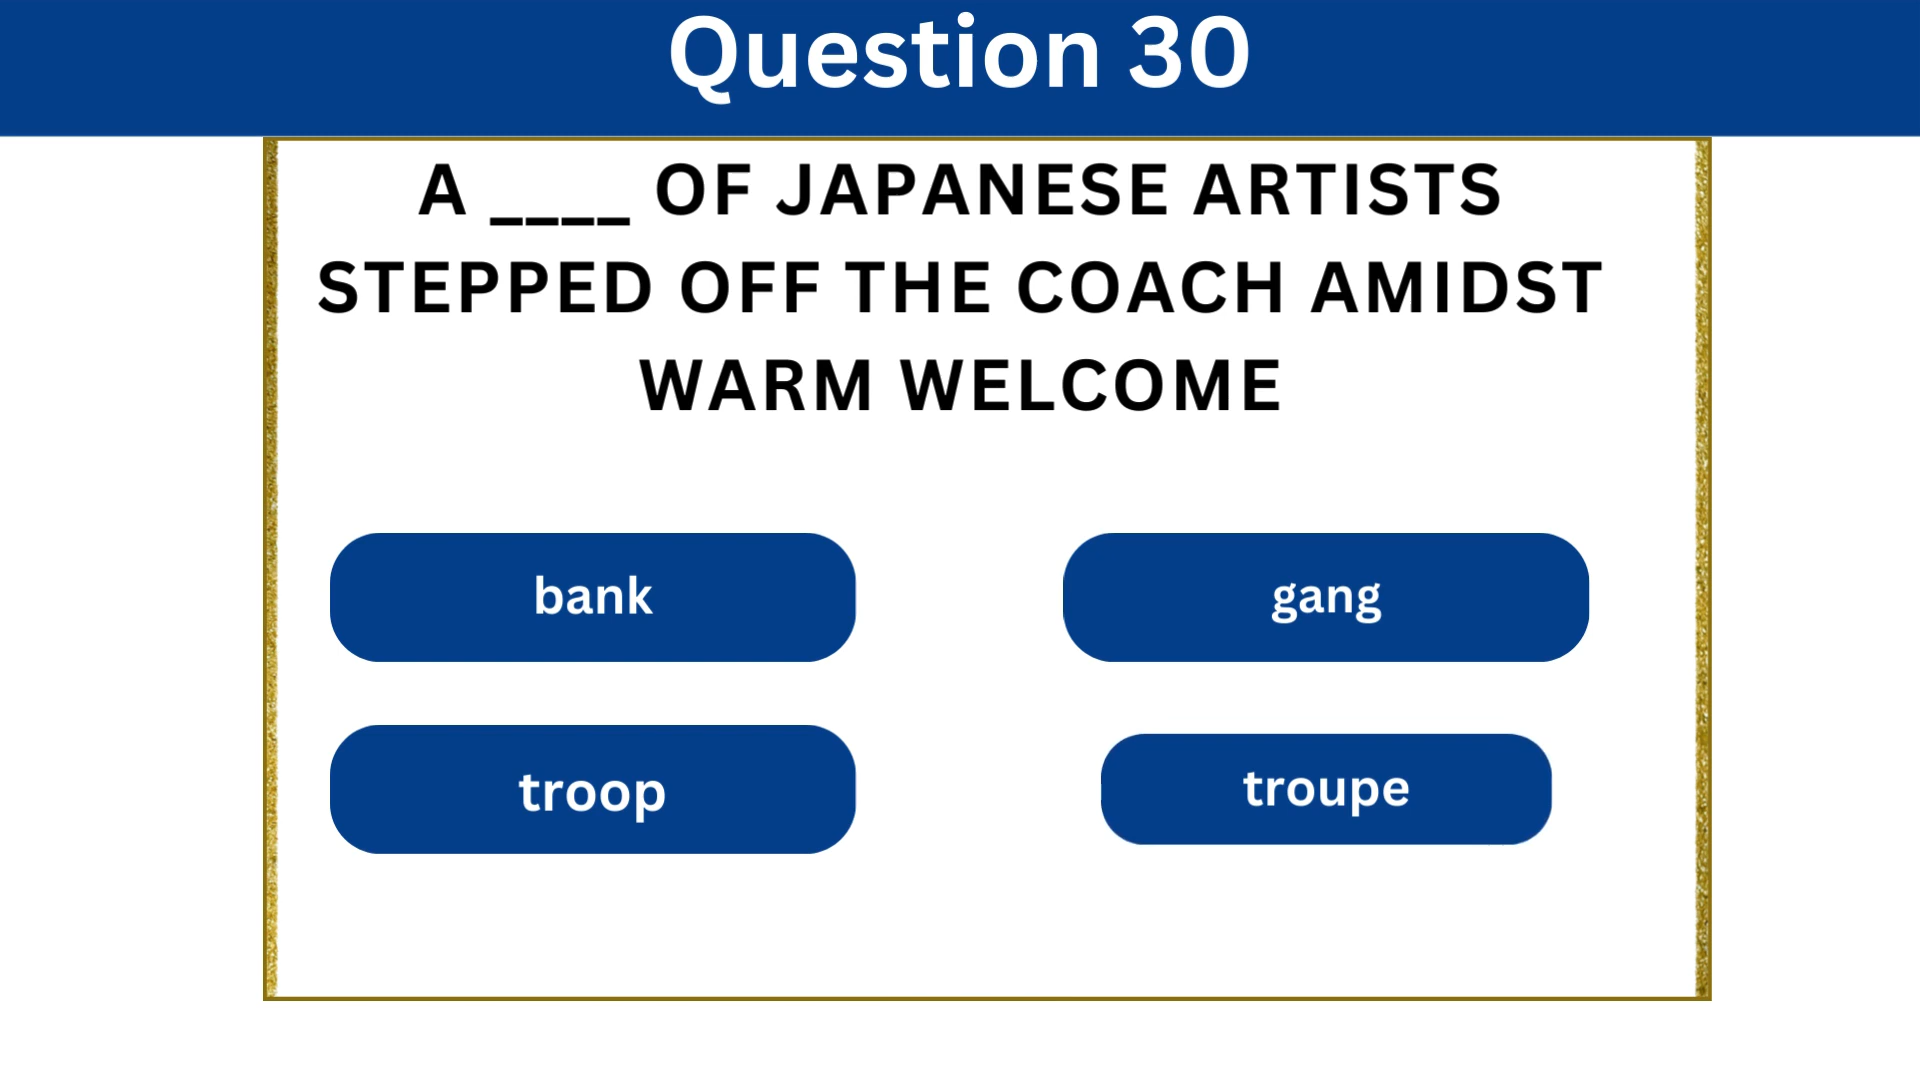 Question 30
A ____ OF JAPANESE ARTISTS
STEPPED OFF THE COACH AMIDST
WARM WELCOME
bank
gang
troop
troupe